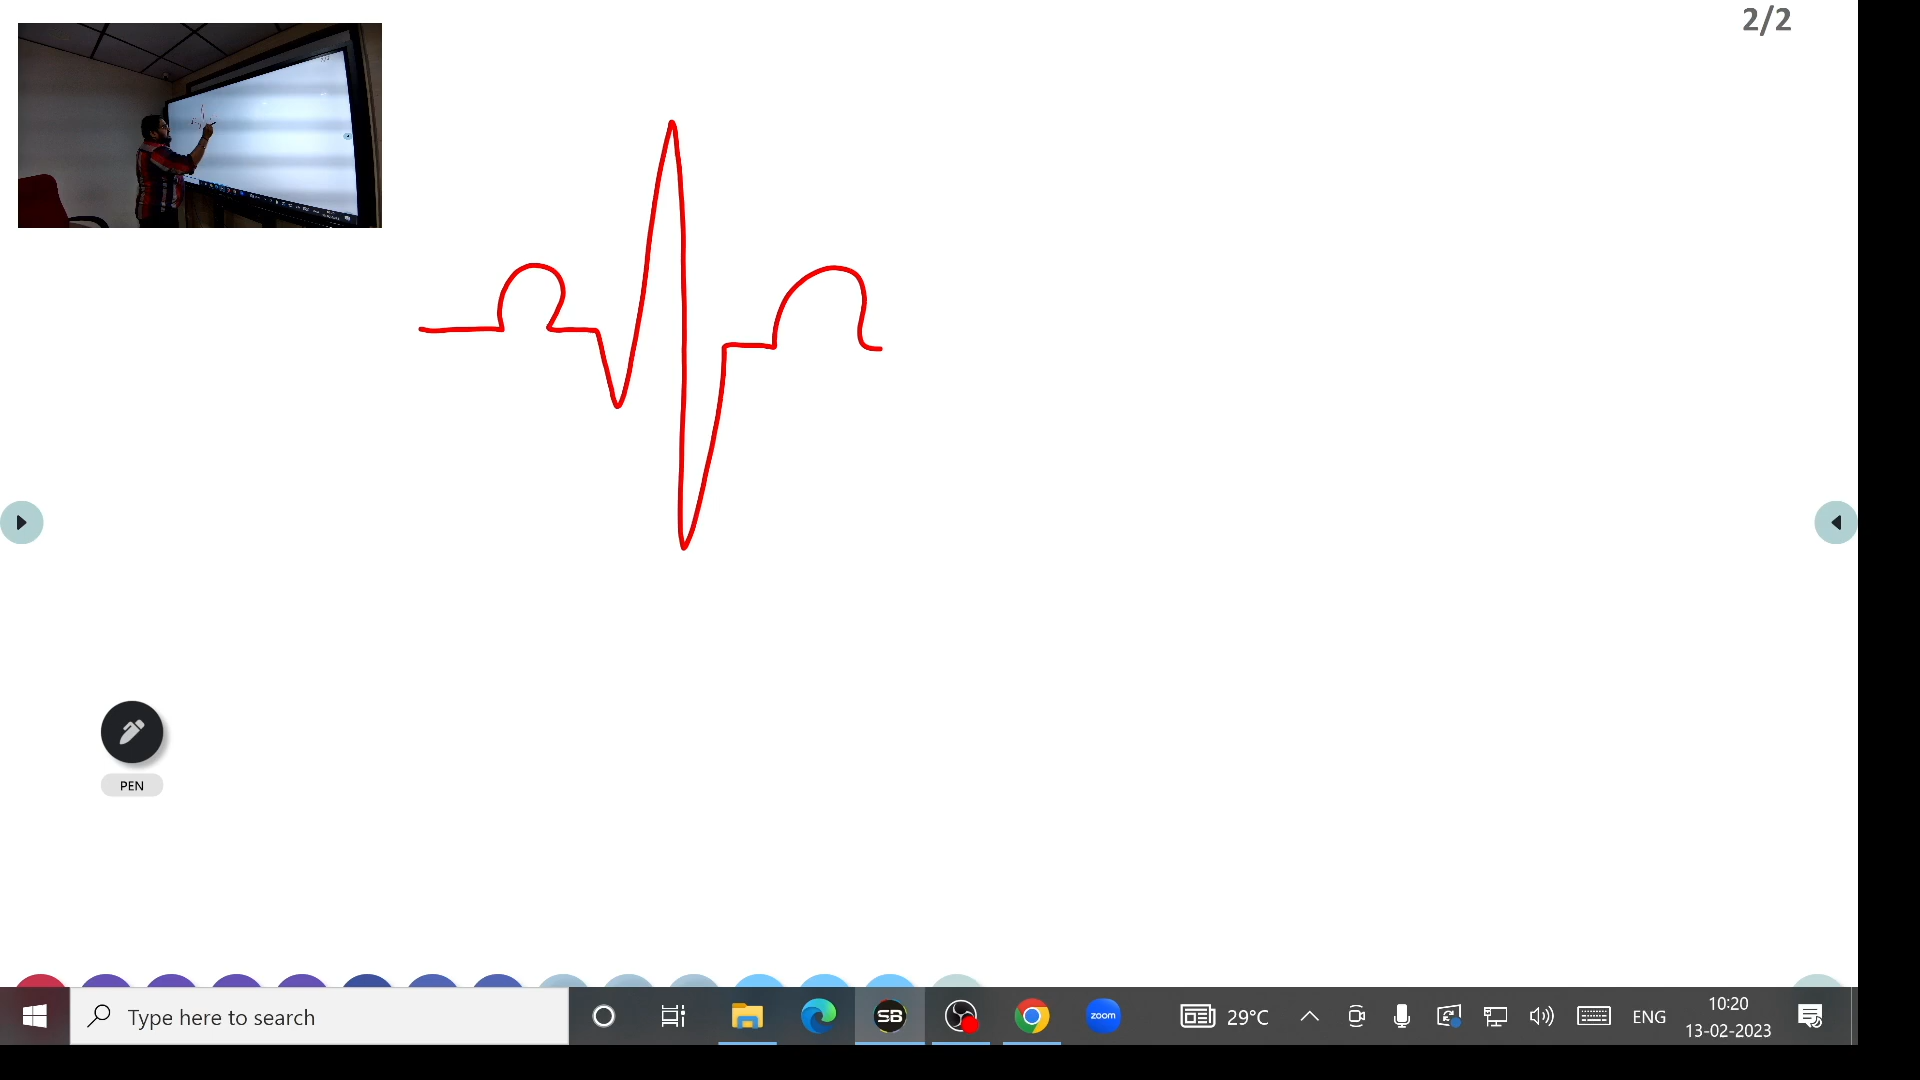 2/2
PEN
Type here to search
SB
zoom
29°C
ENG
10:20
13-02-2023